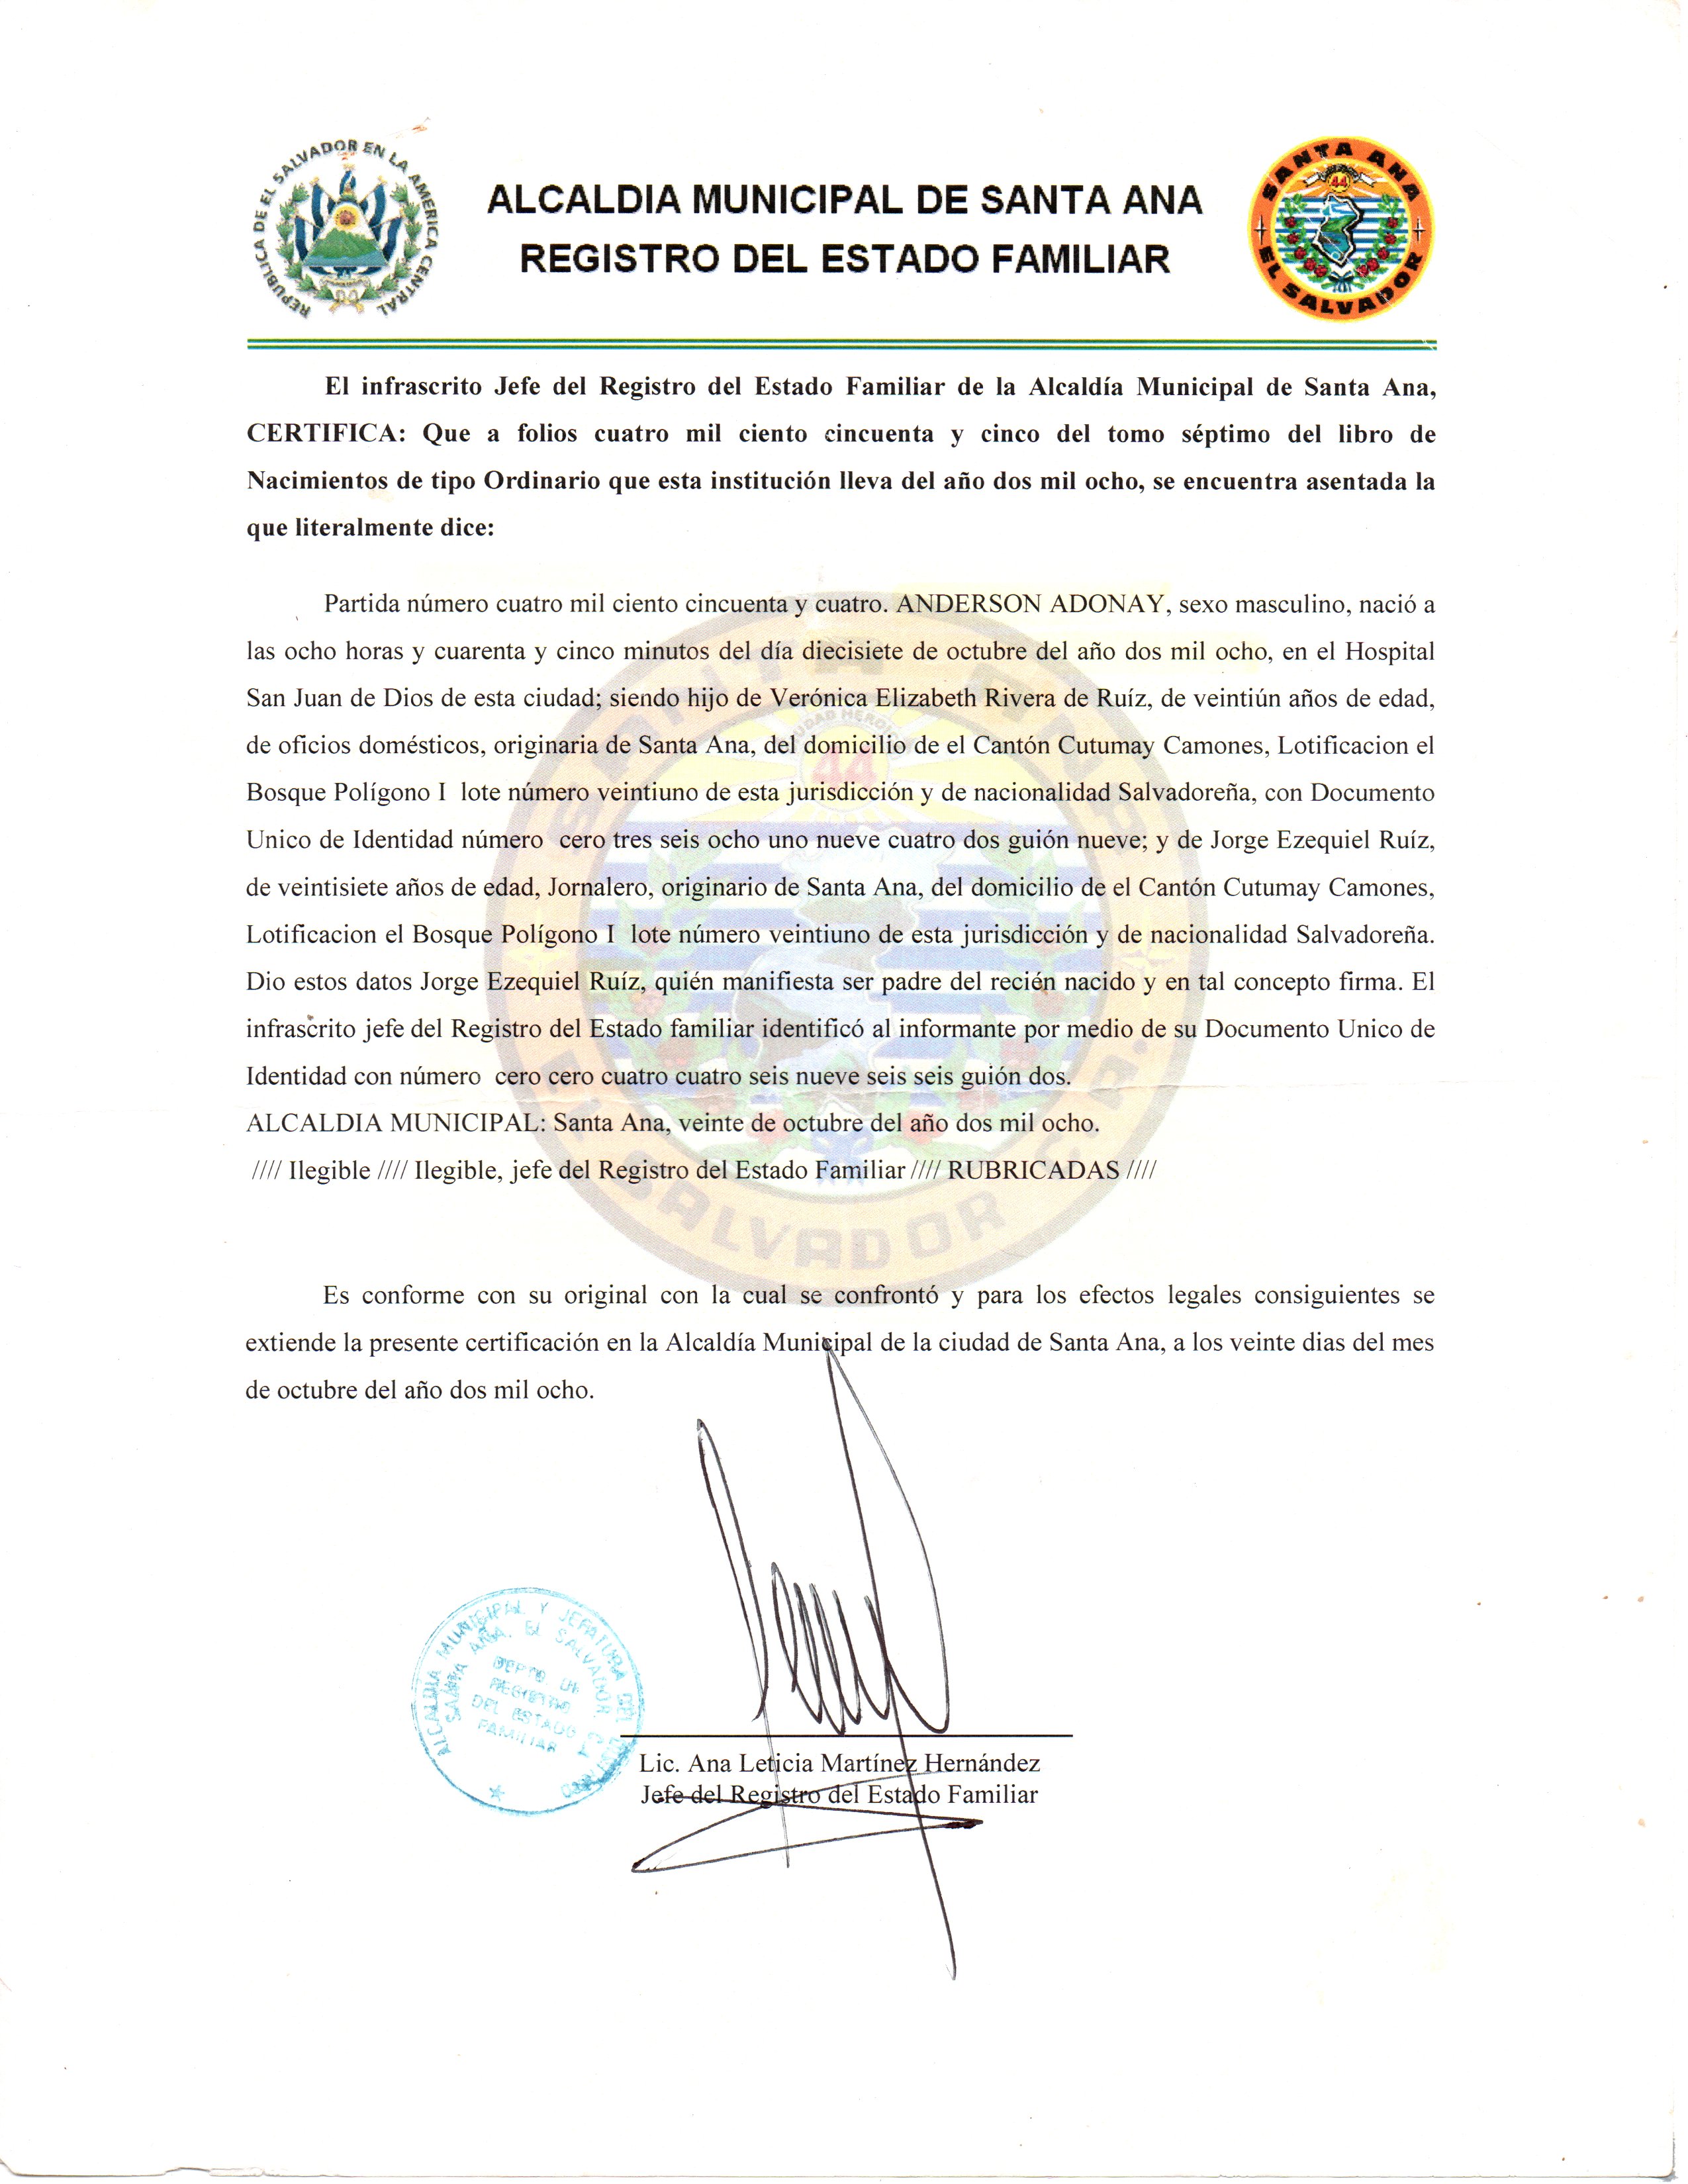 REPUBLICA DE EL SALVADOR EN LA AMERICA CENTRAL
ALCALDIA MUNICIPAL DE SANTA ANA
REGISTRO DEL ESTADO FAMILIAR
SANTA ANA
44
EL SALVADOR
El infrascrito Jefe del Registro del Estado Familiar de la Alcaldía Municipal de Santa Ana,
CERTIFICA: Que a folios cuatro mil ciento cincuenta y cinco del tomo séptimo del libro de
Nacimientos de tipo Ordinario que esta institución lleva del año dos mil ocho, se encuentra asentada la
que literalmente dice:
Partida número cuatro mil ciento cincuenta y cuatro. ANDERSON ADONAY, sexo masculino, nació a
las ocho horas y cuarenta y cinco minutos del día diecisiete de octubre del año dos mil ocho, en el Hospital
San Juan de Dios de esta ciudad; siendo hijo de Verónica Elizabeth Rivera de Ruíz, de veintiún años de edad,
de oficios domésticos, originaria de Santa Ana, del domicilio de el Cantón Cutumay Camones, Lotificacion el
Bosque Polígono I lote número veintiuno de esta jurisdicción y de nacionalidad Salvadoreña, con Documento
Unico de Identidad número cero tres seis ocho uno nueve cuatro dos guión nueve; y de Jorge Ezequiel Ruíz,
de veintisiete años de edad, Jornalero, originario de Santa Ana, del domicilio de el Cantón Cutumay Camones,
Lotificacion el Bosque Polígono I lote número veintiuno de esta jurisdicción y de nacionalidad Salvadoreña.
Dio estos datos Jorge Ezequiel Ruíz, quién manifiesta ser padre del recién nacido y en tal concepto firma. El
infrascrito jefe del Registro del Estado familiar identificó al informante por medio de su Documento Unico de
Identidad con número cero cero cuatro cuatro seis nueve seis seis guión dos.
ALCALDIA MUNICIPAL: Santa Ana, veinte de octubre del año dos mil ocho.
//// Ilegible //// Ilegible, jefe del Registro del Estado Familiar //// RUBRICADAS ////
Es conforme con su original con la cual se confrontó y para los efectos legales consiguientes se
extiende la presente certificación en la Alcaldía Municipal de la ciudad de Santa Ana, a los veinte dias del mes
de octubre del año dos mil ocho.
ALCALDIA MUNICIPAL Y JEFATURA DEL DISTRITO
SANTA ANA, EL SALVADOR, C.A.
DEPTO. DE
REGISTRO
DEL ESTADO
FAMILIAR
Lic. Ana Leticia Martínez Hernández
Jefe del Registro del Estado Familiar